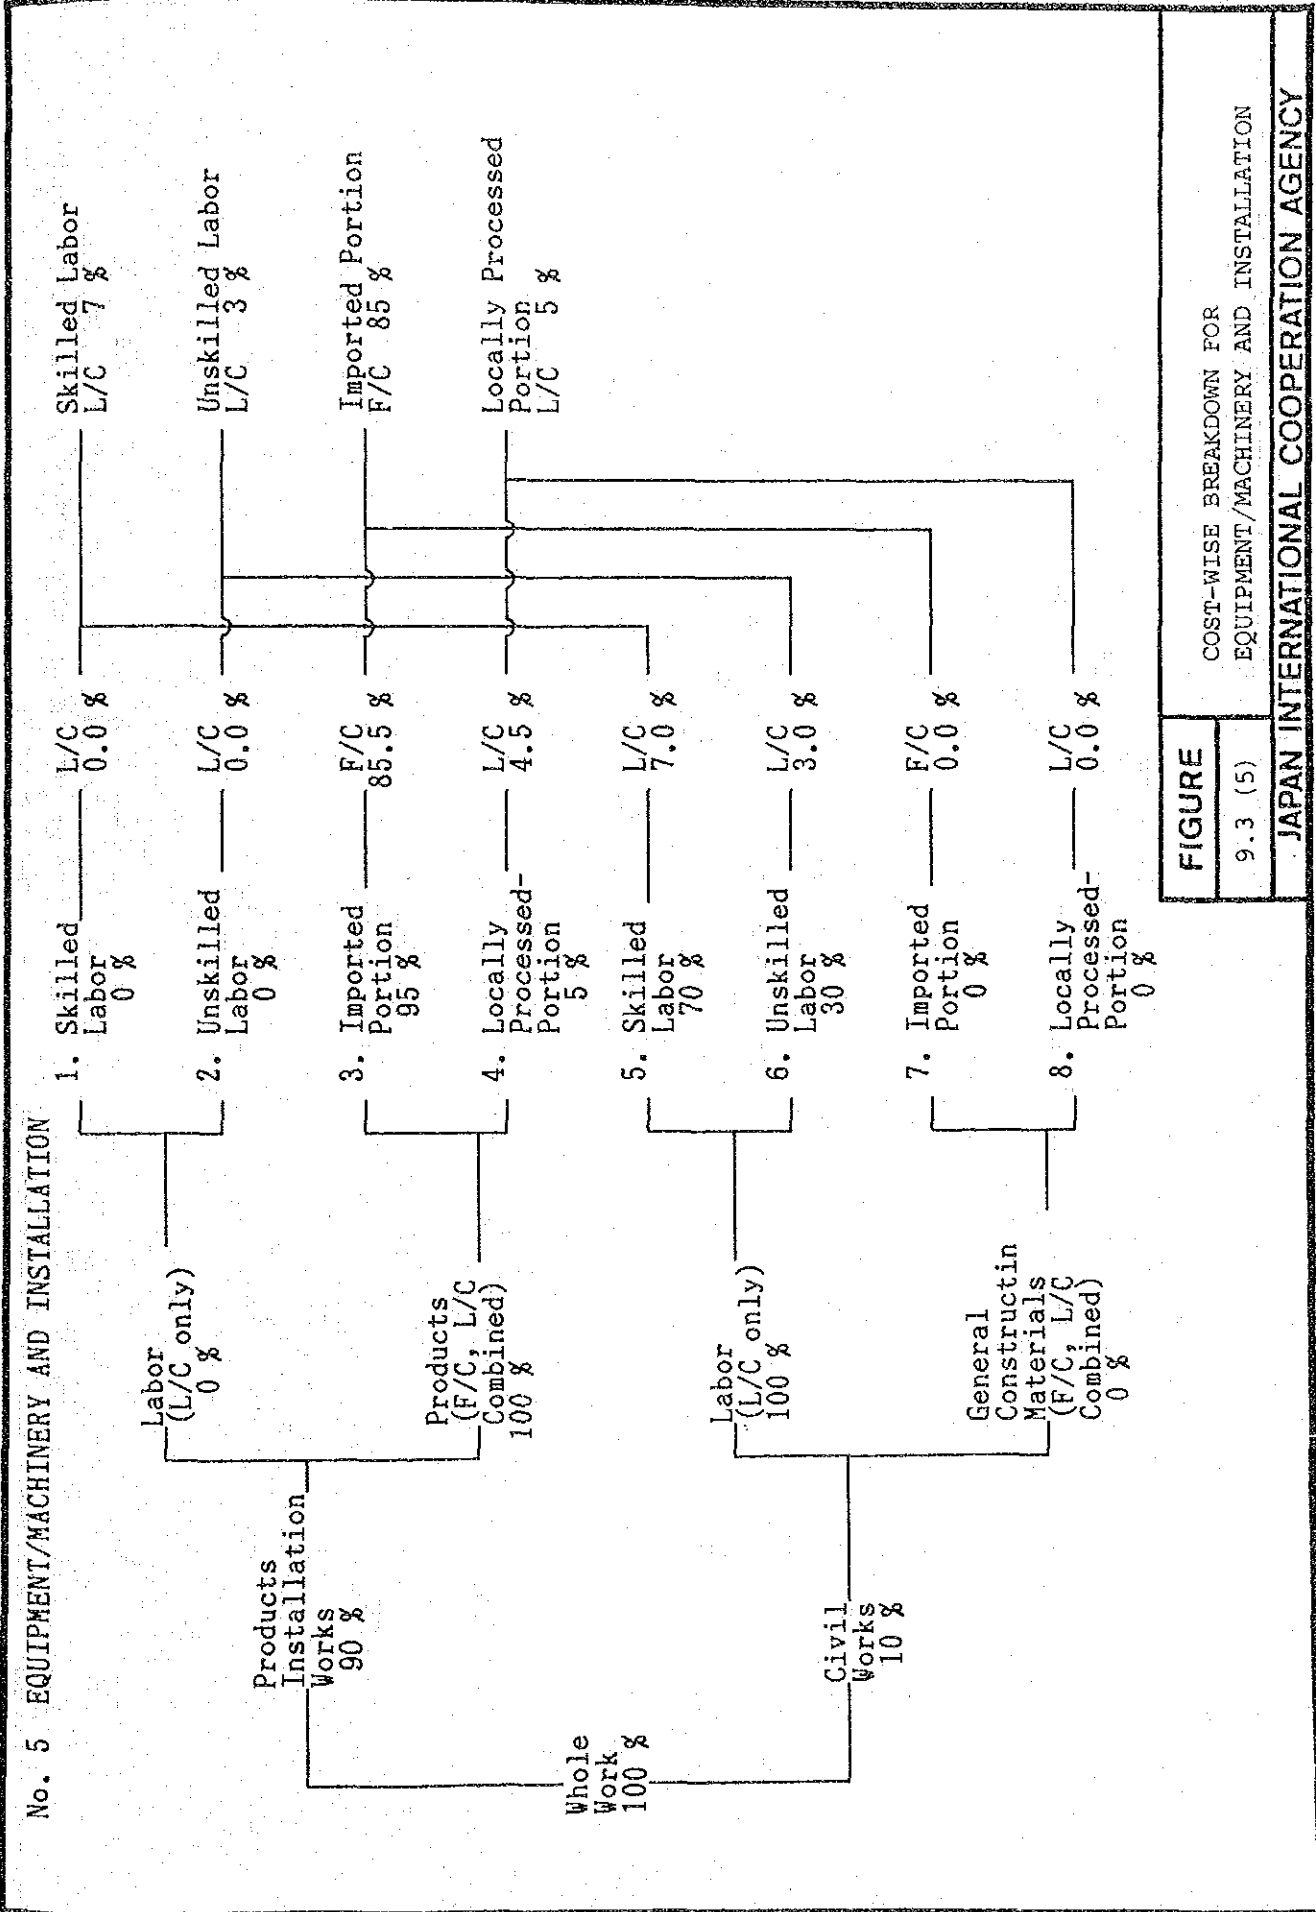 No. 5 EQUIPMENT/MACHINERY AND INSTALLATION
Whole
Work
100 %
Products
Installation
Works
90 %
Civil
Works
10 %
Labor
(L/C only)
0 %
Products
(F/C, L/C
Combined)
100 %
Labor
(L/C only)
100 %
General
Constructin
Materials
(F/C, L/C
Combined)
0 %
1. Skilled
Labor
0 %
2. Unskilled
Labor
0 %
3. Imported
Portion
95 %
4. Locally
Processed-
Portion
5 %
5. Skilled
Labor
70 %
6. Unskilled
Labor
30 %
7. Imported
Portion
0 %
8. Locally
Processed-
Portion
0 %
L/C
0.0 %
L/C
0.0 %
F/C
85.5 %
L/C
4.5 %
L/C
7.0 %
L/C
3.0 %
F/C
0.0 %
L/C
0.0 %
Skilled Labor
L/C 7 %
Unskilled Labor
L/C 3 %
Imported Portion
F/C 85 %
Locally Processed
Portion
L/C 5 %
FIGURE
9.3 (5)
COST-WISE BREAKDOWN FOR
EQUIPMENT/MACHINERY AND INSTALLATION
JAPAN INTERNATIONAL COOPERATION AGENCY